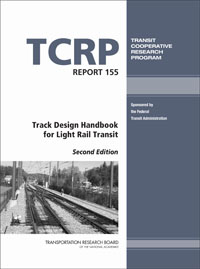 TCRP
REPORT 155
TRANSIT
COOPERATIVE
RESEARCH
PROGRAM
Sponsored by
the Federal
Transit Administration
Track Design Handbook
for Light Rail Transit
Second Edition
TRANSPORTATION RESEARCH BOARD
OF THE NATIONAL ACADEMIES